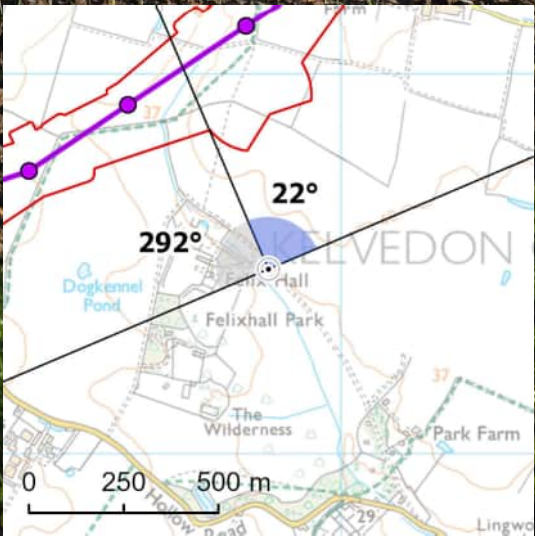 Farm
37
22°
292°
KELVEDON
Felix Hall
Dogkennel
Pond
Felixhall Park
37
The
Wilderness
Park Farm
0 250 500 m
Hollow Road
29